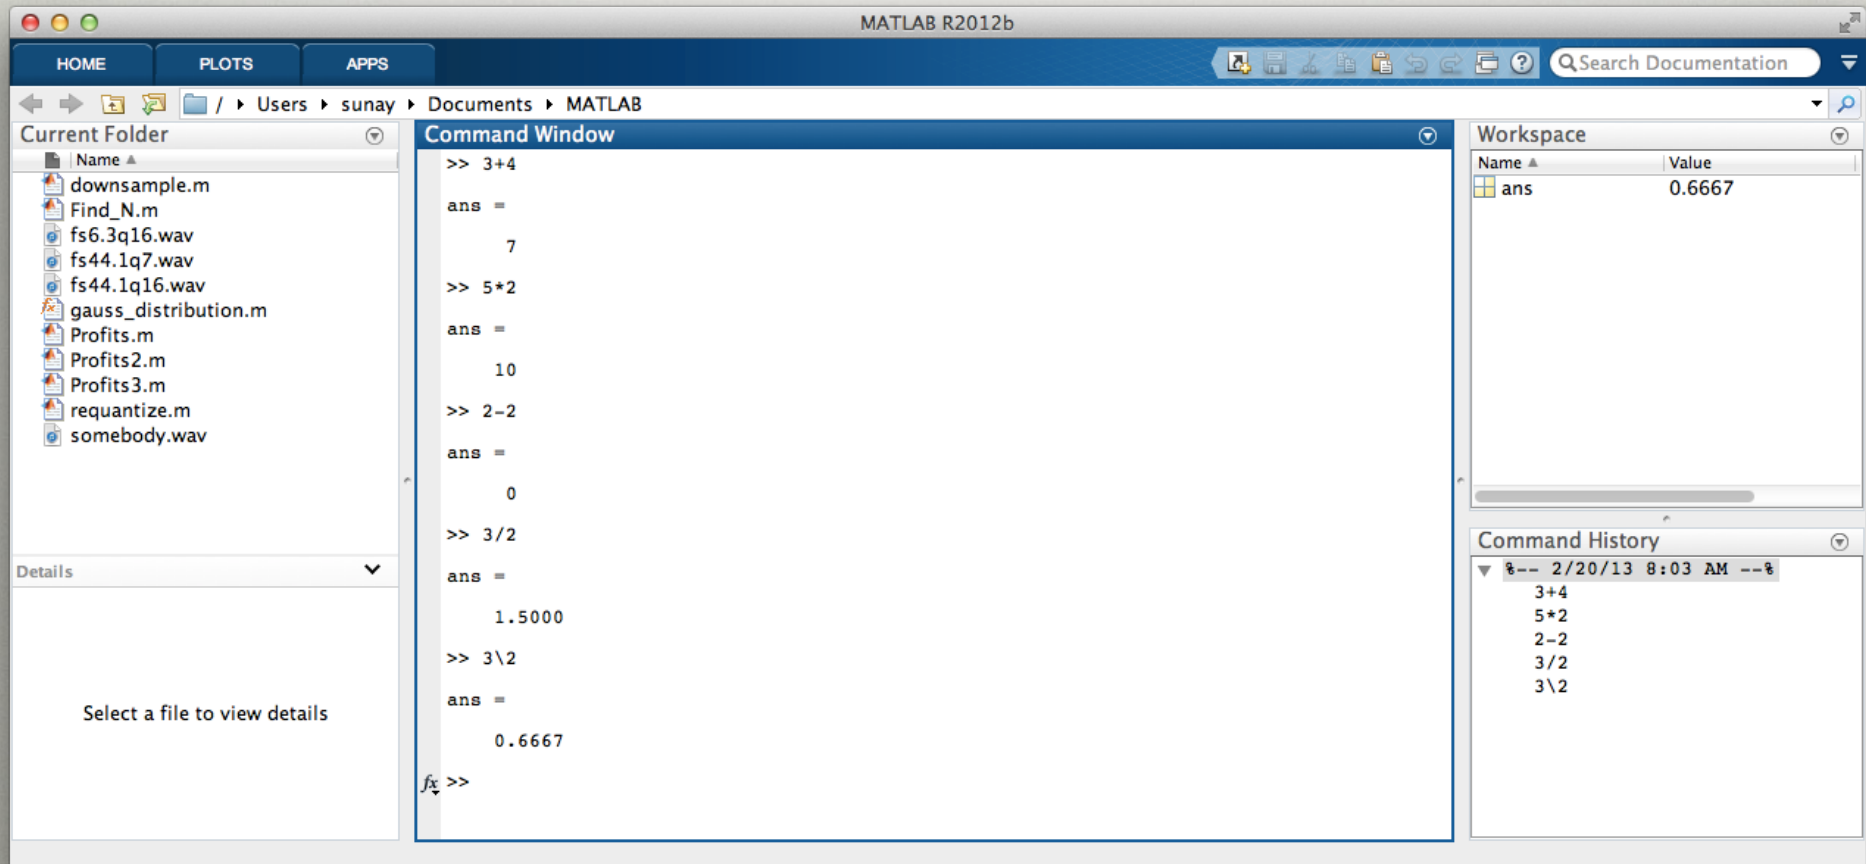 MATLAB R2012b
HOME PLOTS APPS
Search Documentation
/ ▸ Users ▸ sunay ▸ Documents ▸ MATLAB
Current Folder
Name
downsample.m
Find_N.m
fs6.3q16.wav
fs44.1q7.wav
fs44.1q16.wav
gauss_distribution.m
Profits.m
Profits2.m
Profits3.m
requantize.m
somebody.wav
Details
Select a file to view details
Command Window
>> 3+4
ans =
7
>> 5*2
ans =
10
>> 2-2
ans =
0
>> 3/2
ans =
1.5000
>> 3\2
ans =
0.6667
fx >>
Workspace
Name Value
ans 0.6667
Command History
%-- 2/20/13 8:03 AM --%
3+4
5*2
2-2
3/2
3\2